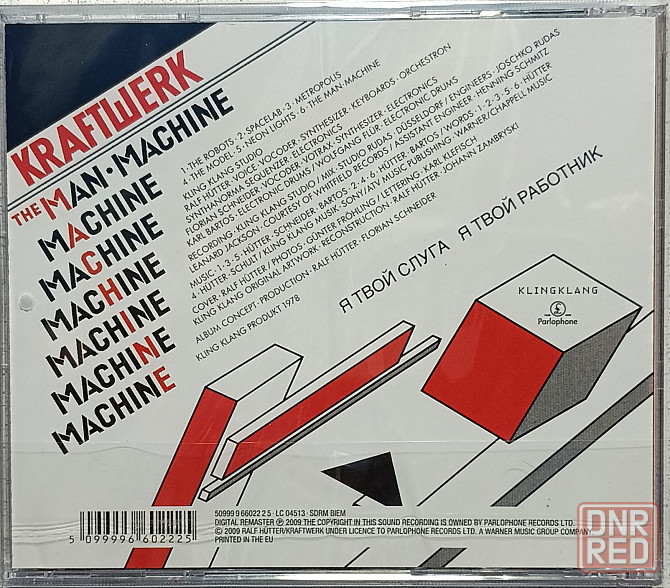 KRAFTWERK
THE MAN·MACHINE
MACHINE
MACHINE
MACHINE
MACHINE
MACHINE
MACHINE
1. THE ROBOTS · 2. SPACELAB · 3. METROPOLIS
4. THE MODEL · 5. NEON LIGHTS · 6. THE MAN·MACHINE
KLING KLANG STUDIO
RALF HÜTTER VOICE · VOCODER · SYNTHESIZER · KEYBOARDS · ORCHESTRON
SYNTHANORMA SEQUENZER · ELECTRONICS
FLORIAN SCHNEIDER VOCODER · VOTRAX · SYNTHESIZER · ELECTRONICS
KARL BARTOS · ELECTRONIC DRUMS / WOLFGANG FLÜR · ELECTRONIC DRUMS
RECORDING · KLING KLANG STUDIO / MIX · STUDIO RUDAS · DÜSSELDORF / ENGINEERS · JOSCHKO RUDAS
LEANARD JACKSON · COURTESY OF WHITFIELD RECORDS / ASSISTANT ENGINEER · HENNING SCHMITZ
MUSIC · 1 · 3 · 5 · HÜTTER · SCHNEIDER · BARTOS · 2 · 4 · 6 · HÜTTER · BARTOS / WORDS · 1 · 2 · 3 · 5 · 6 · HÜTTER
4 · HÜTTER · SCHULT / KLING KLANG MUSIC · SONY/ATV MUSIC PUBLISHING · WARNER/CHAPPELL MUSIC
COVER · RALF HÜTTER / PHOTOS · GÜNTER FRÖHLING / LETTERING · KARL KLEFISCH
KLING KLANG ORIGINAL ARTWORK · RECONSTRUCTION · RALF HÜTTER · JOHANN ZAMBRYSKI
ALBUM CONCEPT · PRODUCTION · RALF HÜTTER · FLORIAN SCHNEIDER
KLING KLANG PRODUKT 1978
Я ТВОЙ СЛУГА Я ТВОЙ РАБОТНИК
KLINGKLANG
Parlophone
5 099996 602225
50999 9 66022 2 5 · LC 04513 · SDRM BIEM
DIGITAL REMASTER ℗ 2009 THE COPYRIGHT IN THIS SOUND RECORDING IS OWNED BY PARLOPHONE RECORDS LTD.
© 2009 RALF HÜTTER/KRAFTWERK UNDER LICENCE TO PARLOPHONE RECORDS LTD. A WARNER MUSIC GROUP COMPANY.
PRINTED IN THE EU
DNR
RED